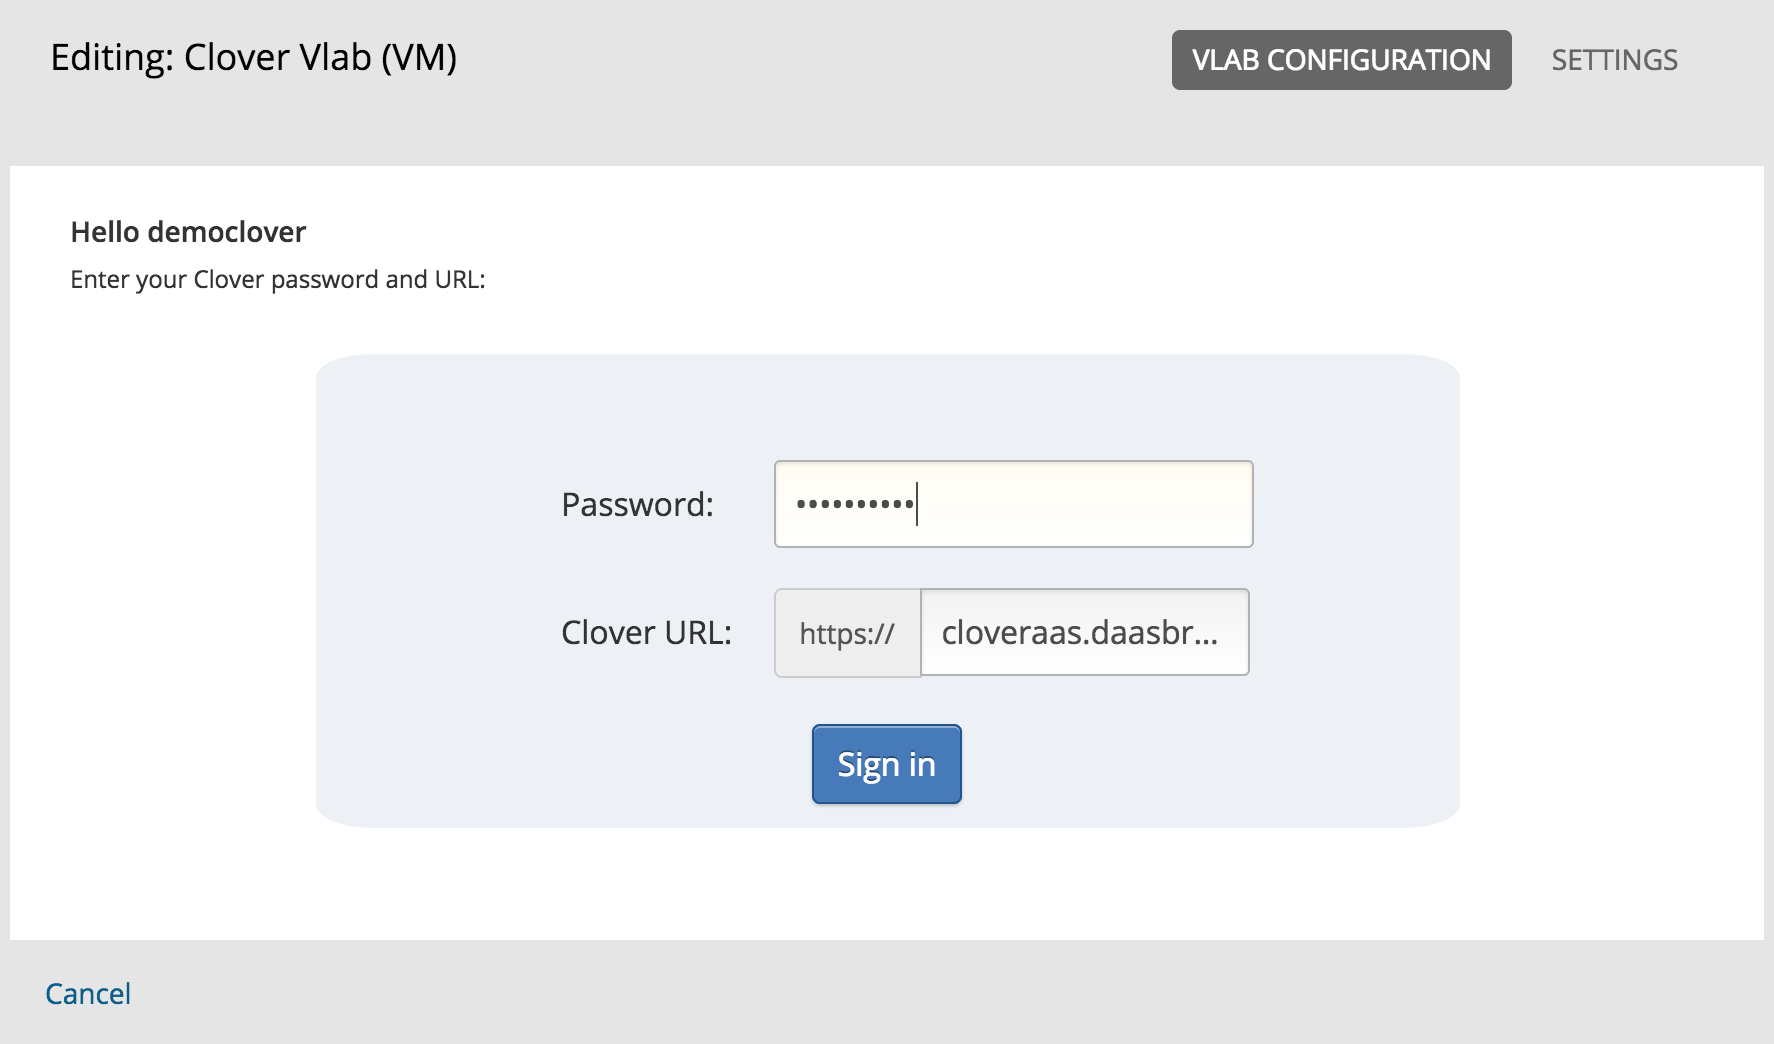 Editing: Clover Vlab (VM)
VLAB CONFIGURATION
SETTINGS
Hello democlover
Enter your Clover password and URL:
Password:
••••••••••
Clover URL:
https://
cloveraas.daasbr...
Sign in
Cancel